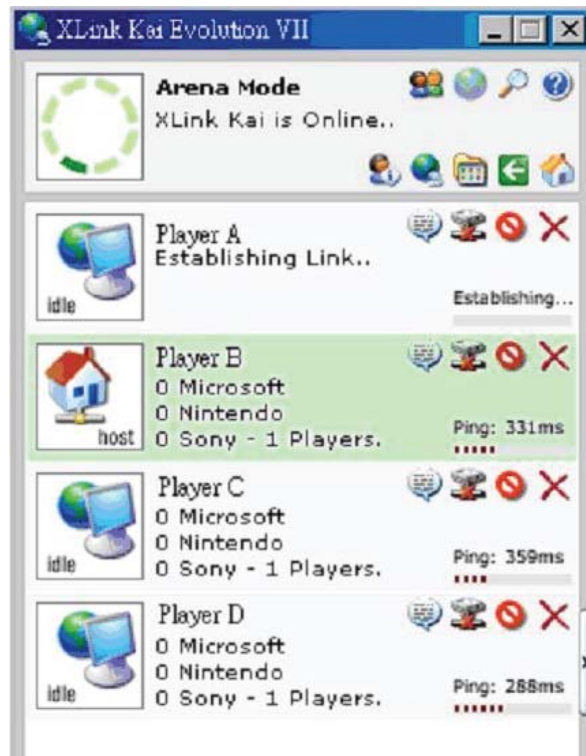 XLink Kai Evolution VII
Arena Mode
XLink Kai is Online..
Player A
Establishing Link..
idle
Establishing...
Player B
0 Microsoft
0 Nintendo
0 Sony - 1 Players.
host
Ping: 331ms
Player C
0 Microsoft
0 Nintendo
0 Sony - 1 Players.
idle
Ping: 359ms
Player D
0 Microsoft
0 Nintendo
0 Sony - 1 Players.
idle
Ping: 288ms